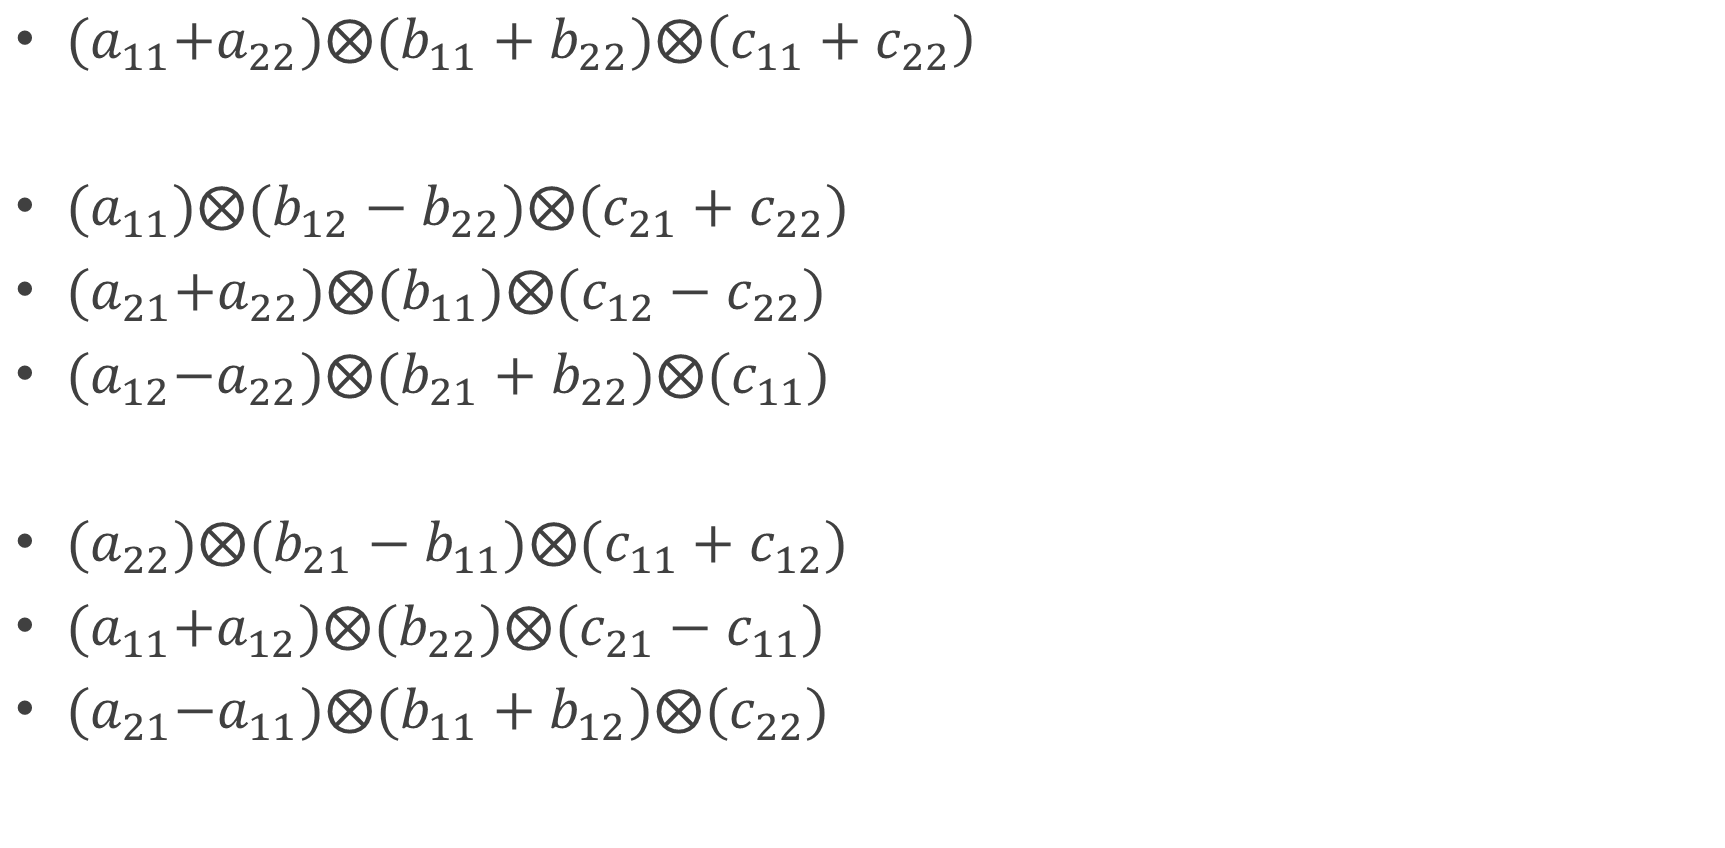 • (a₁₁+a₂₂)⊗(b₁₁ + b₂₂)⊗(c₁₁ + c₂₂)
• (a₁₁)⊗(b₁₂ − b₂₂)⊗(c₂₁ + c₂₂)
• (a₂₁+a₂₂)⊗(b₁₁)⊗(c₁₂ − c₂₂)
• (a₁₂−a₂₂)⊗(b₂₁ + b₂₂)⊗(c₁₁)
• (a₂₂)⊗(b₂₁ − b₁₁)⊗(c₁₁ + c₁₂)
• (a₁₁+a₁₂)⊗(b₂₂)⊗(c₂₁ − c₁₁)
• (a₂₁−a₁₁)⊗(b₁₁ + b₁₂)⊗(c₂₂)